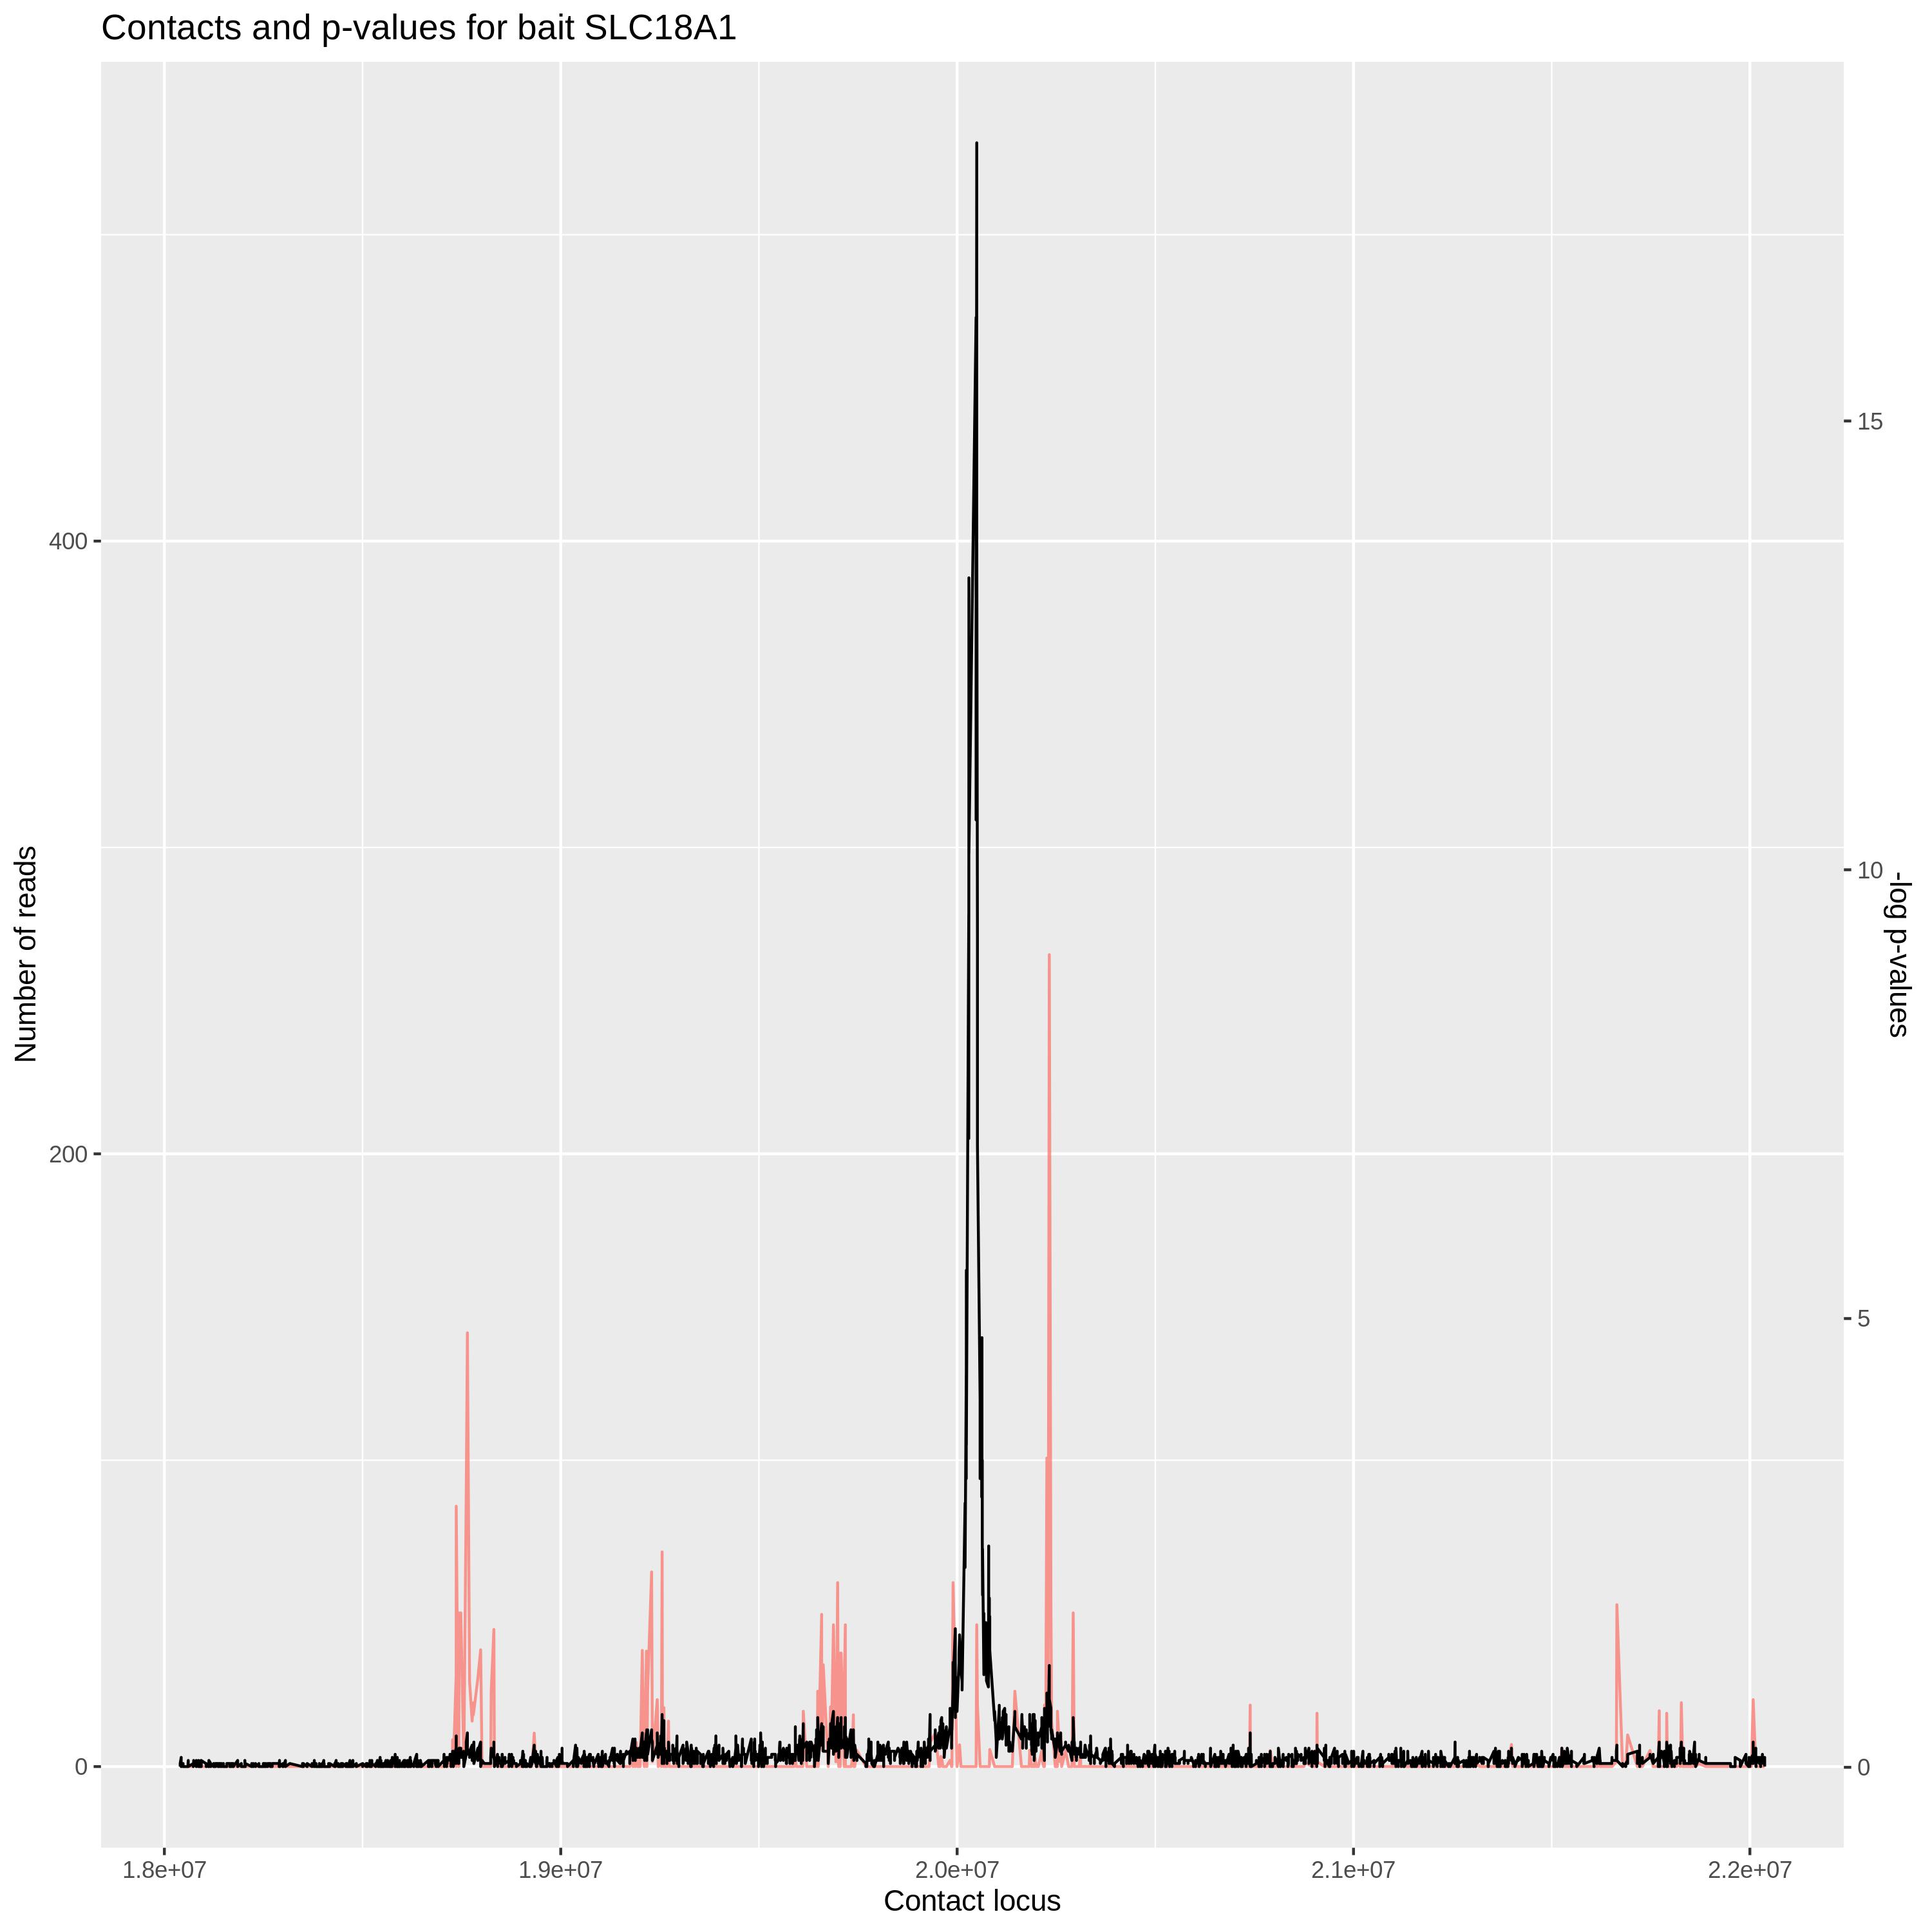 Contacts and p-values for bait SLC18A1
Number of reads
400
200
0
15
10
5
0
-log p-values
1.8e+07
1.9e+07
2.0e+07
2.1e+07
2.2e+07
Contact locus